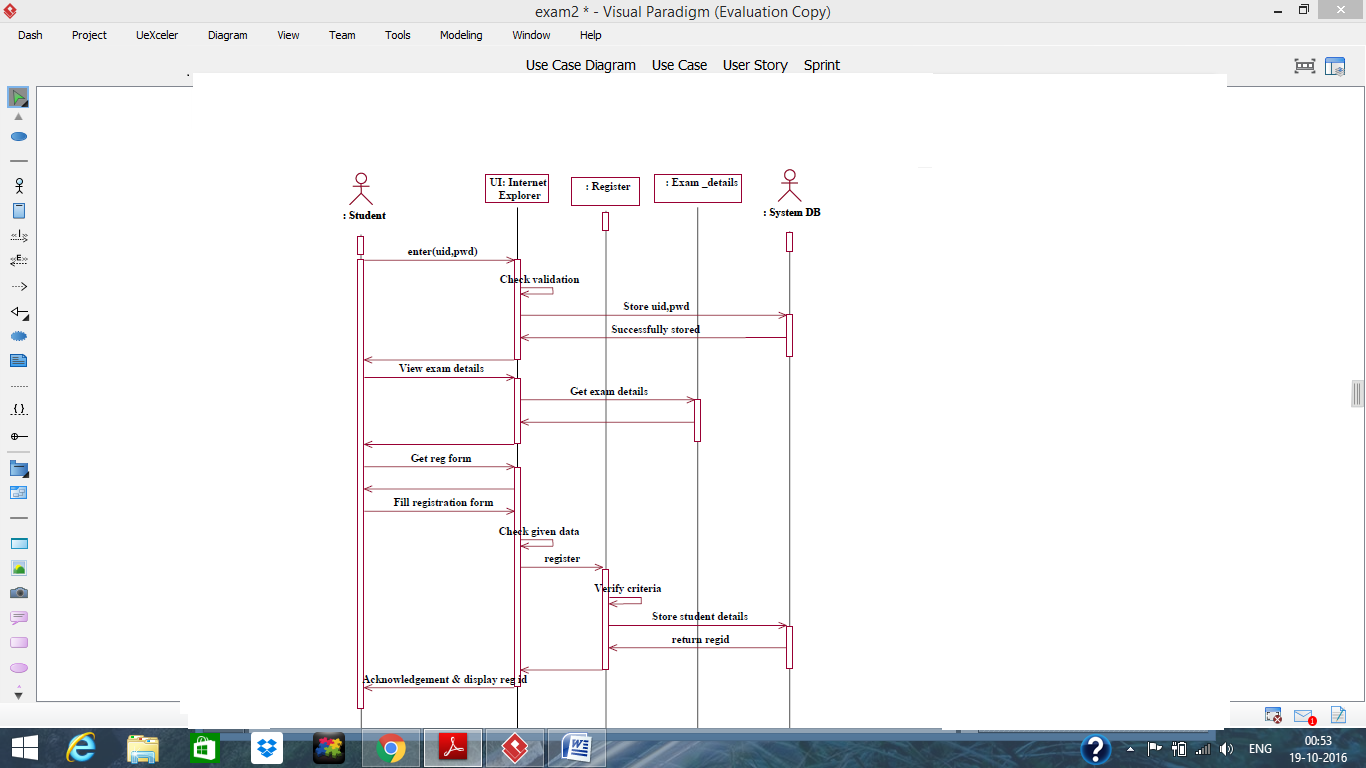 exam2 * - Visual Paradigm (Evaluation Copy)
Dash Project UeXceler Diagram View Team Tools Modeling Window Help
Use Case Diagram Use Case User Story Sprint
UI: Internet
Explorer
: Register
: Exam _details
: Student
: System DB
enter(uid,pwd)
Check validation
Store uid,pwd
Successfully stored
View exam details
Get exam details
Get reg form
Fill registration form
Check given data
register
Verify criteria
Store student details
return regid
Acknowledgement & display reg id
1
ENG
00:53
19-10-2016